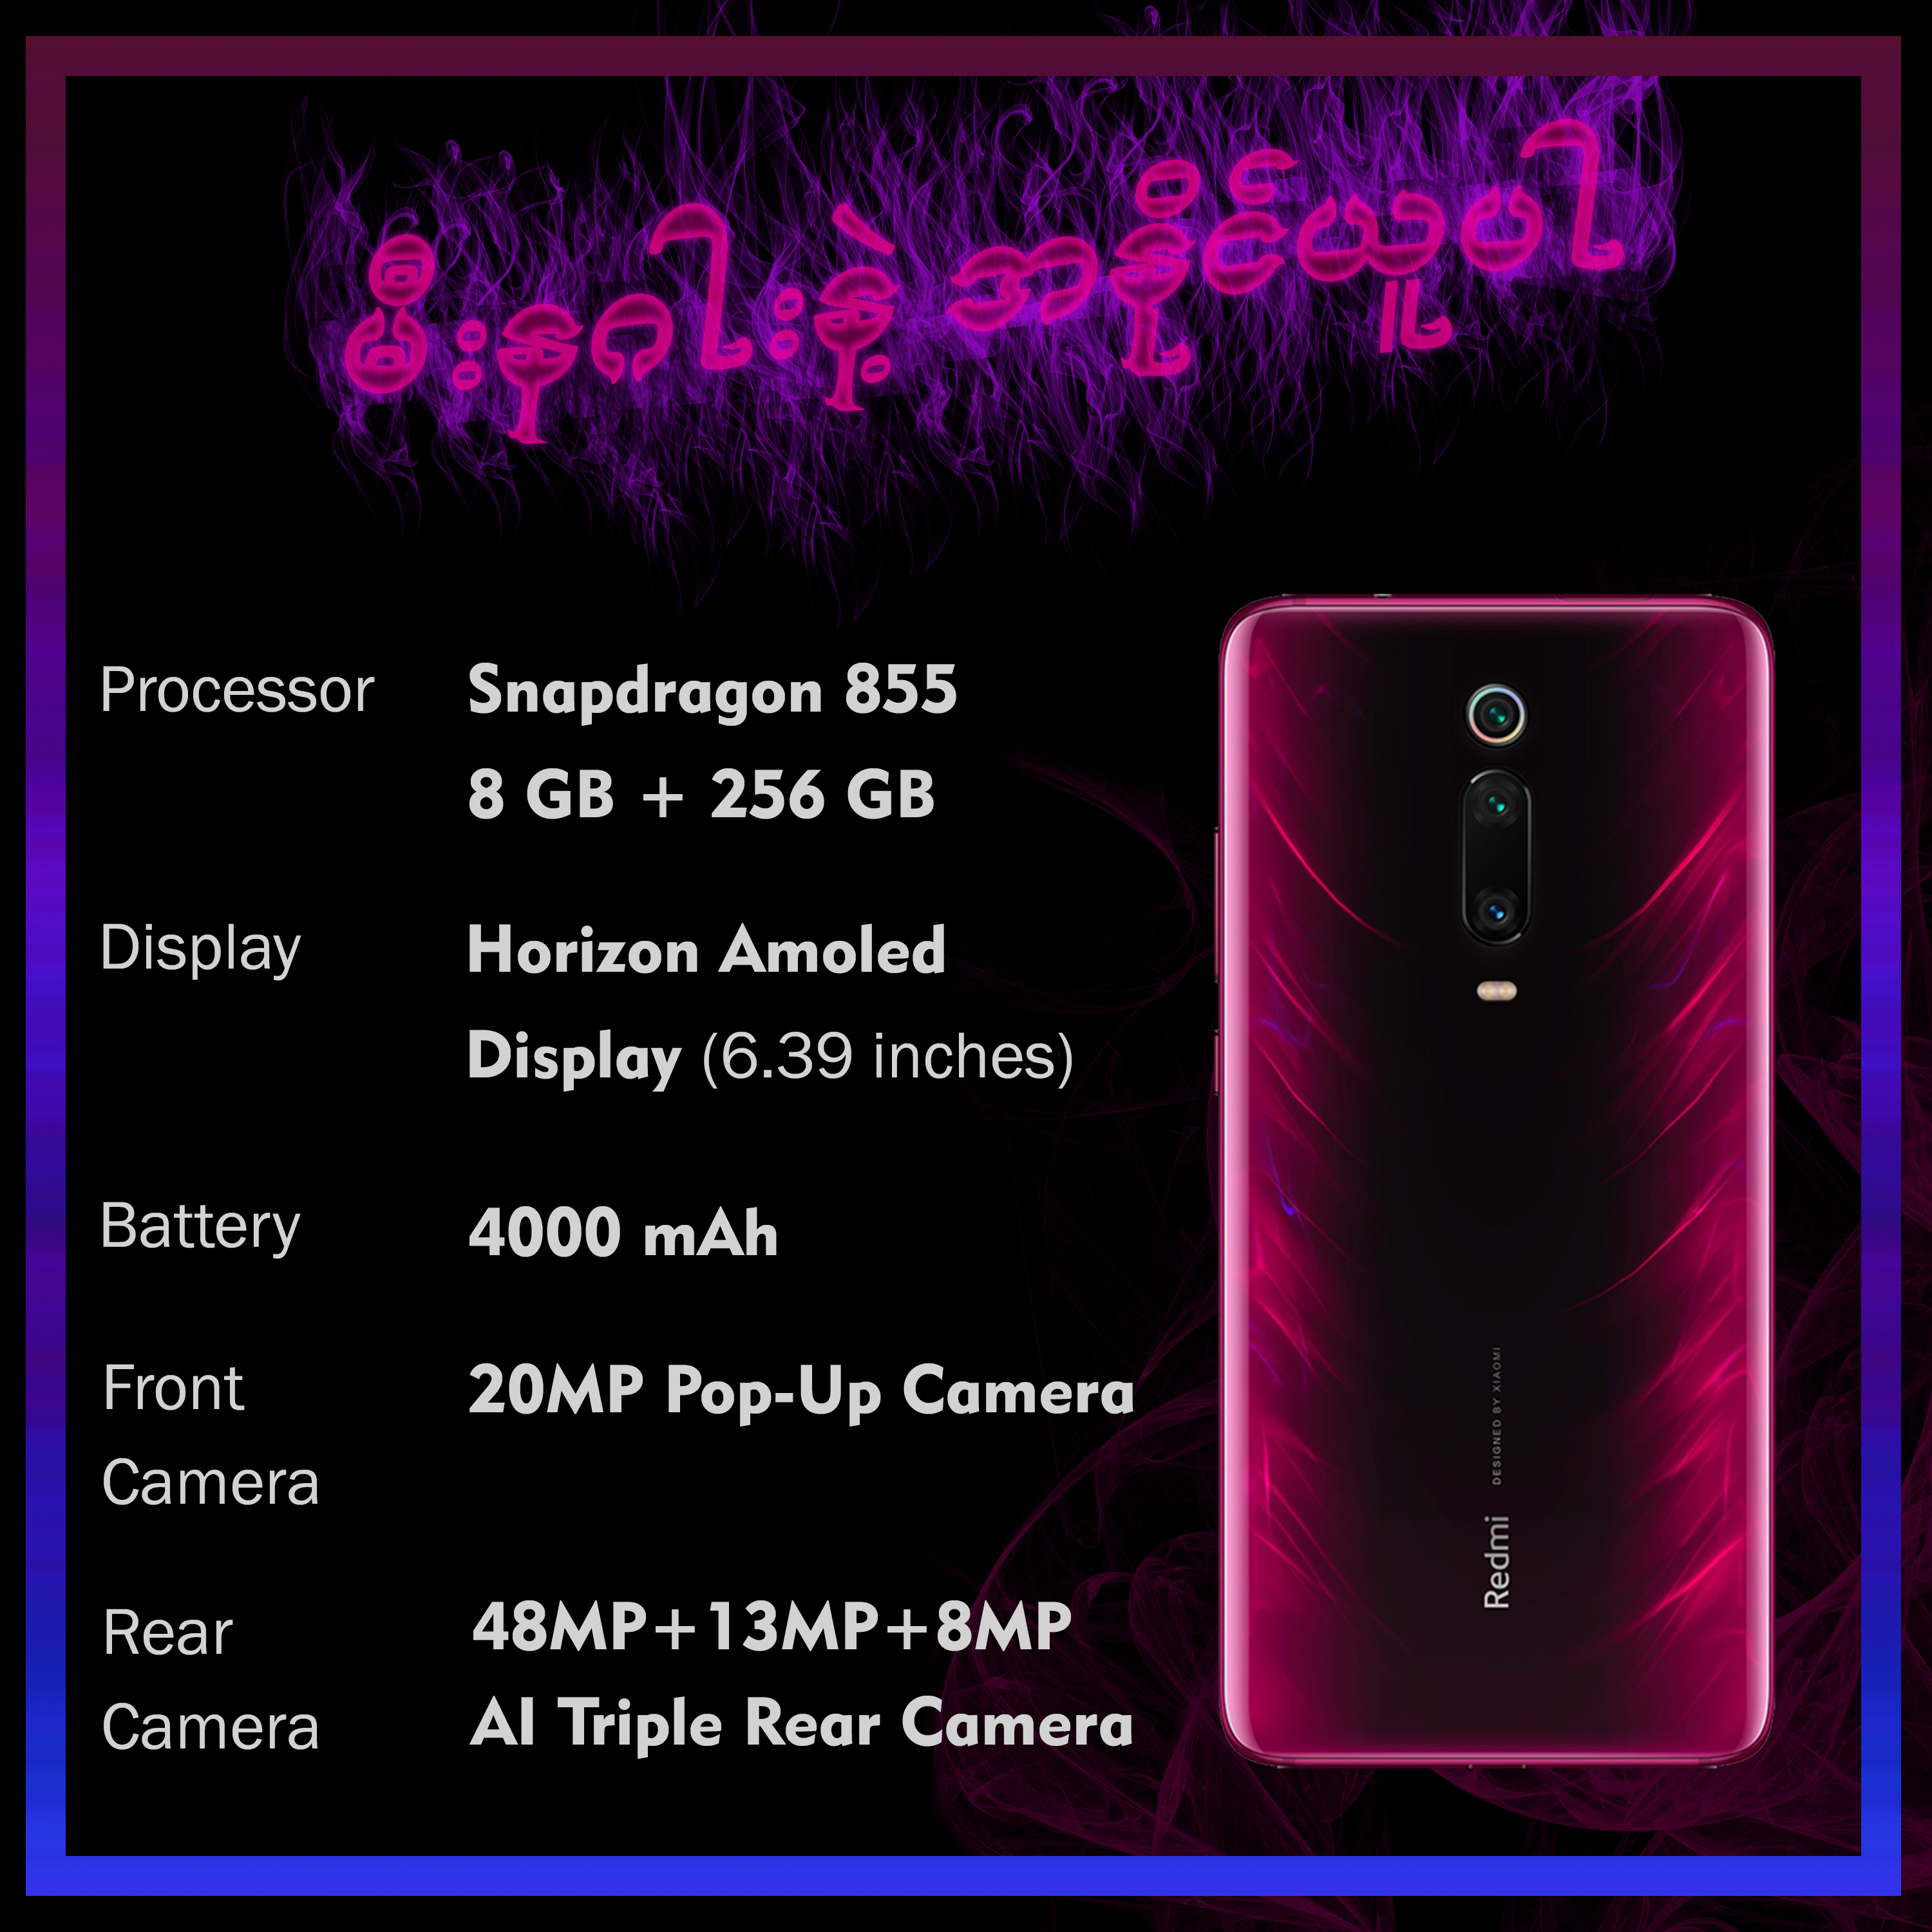 မီးနဂါးနဲ့ အနိုင်ယူပါ
Processor Snapdragon 855
8 GB + 256 GB
Display Horizon Amoled
Display (6.39 inches)
Battery 4000 mAh
Front 20MP Pop-Up Camera
Camera
Rear 48MP+13MP+8MP
Camera AI Triple Rear Camera
Redmi DESIGNED BY XIAOMI